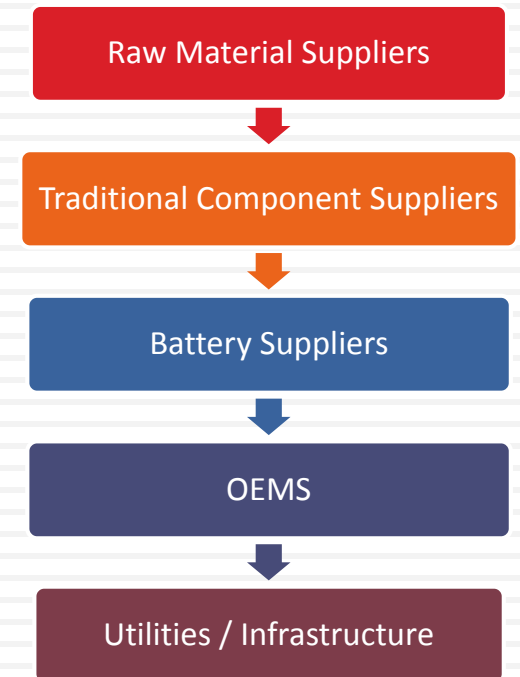 Raw Material Suppliers
Traditional Component Suppliers
Battery Suppliers
OEMS
Utilities / Infrastructure